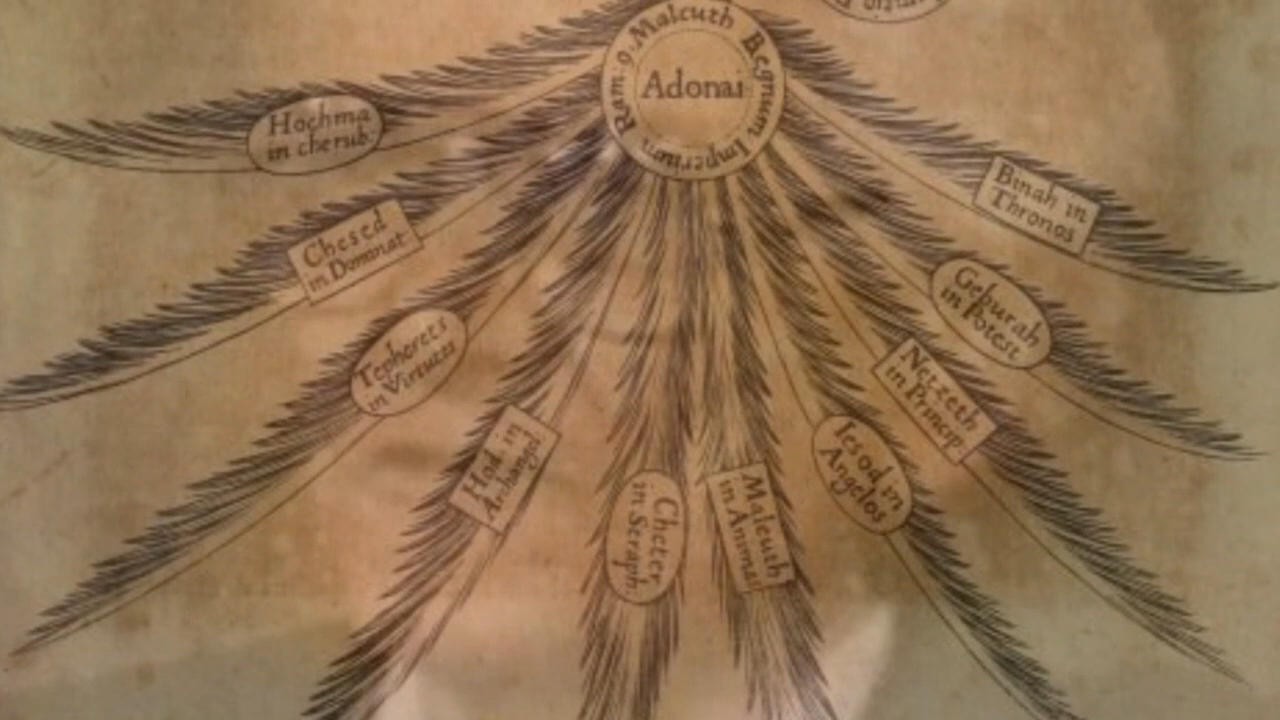 Ram. 9. Malcuth Regnum Imperium
Adonai
Hochma
in cherub.
Binah in
Thronos
Chesed
in Dominat
Geburah
in Potest
Tepherets
in Virtutes
Netzeth
in Princip.
Hod in
Archangel
Iesod in
Angelos
Cheter
in Seraph.
Malcuth
in Animas